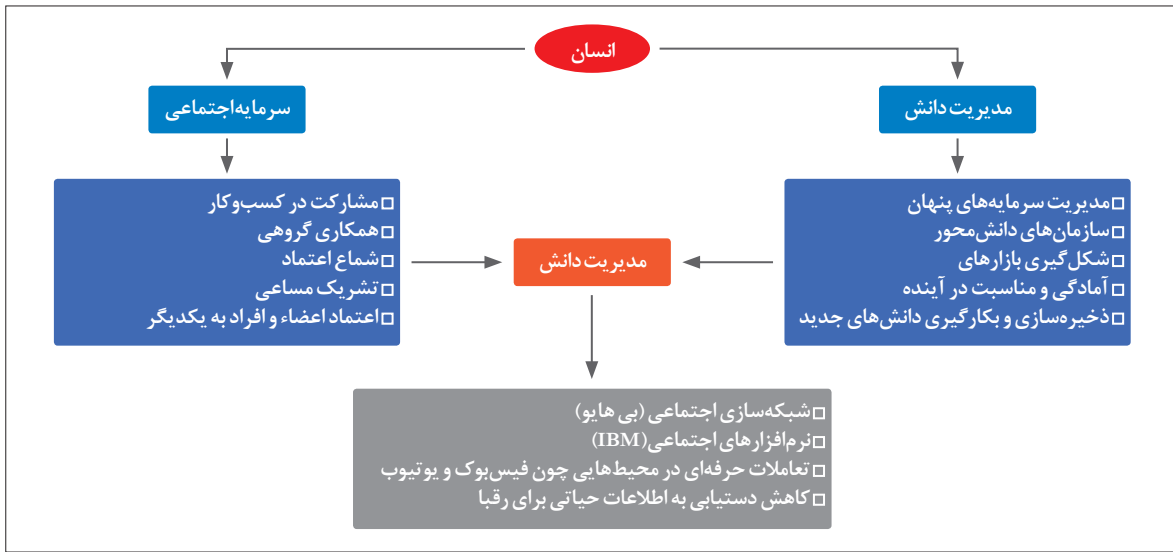 انسان
مدیریت دانش
سرمایه‌اجتماعی
□ مدیریت سرمایه‌های پنهان
□ سازمان‌های دانش‌محور
□ شکل‌گیری بازارهای
□ آمادگی و مناسبت در آینده
□ ذخیره‌سازی و بکارگیری دانش‌های جدید
مدیریت دانش
□ مشارکت در کسب‌وکار
□ همکاری گروهی
□ شماع اعتماد
□ تشریک مساعی
□ اعتماد اعضاء و افراد به یکدیگر
□ شبکه‌سازی اجتماعی (بی هایو)
□ نرم‌افزارهای اجتماعی(IBM)
□ تعاملات حرفه‌ای در محیط‌هایی چون فیس‌بوک و یوتیوب
□ کاهش دستیابی به اطلاعات حیاتی برای رقبا